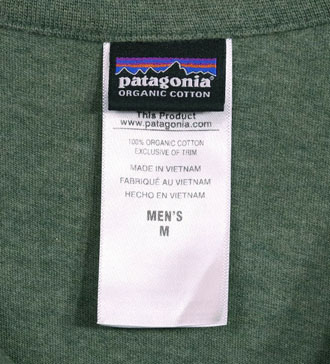 patagonia
ORGANIC COTTON
This Product
www.patagonia.com
100% ORGANIC COTTON
EXCLUSIVE OF TRIM
MADE IN VIETNAM
FABRIQUÉ AU VIETNAM
HECHO EN VIETNAM
MEN'S
M